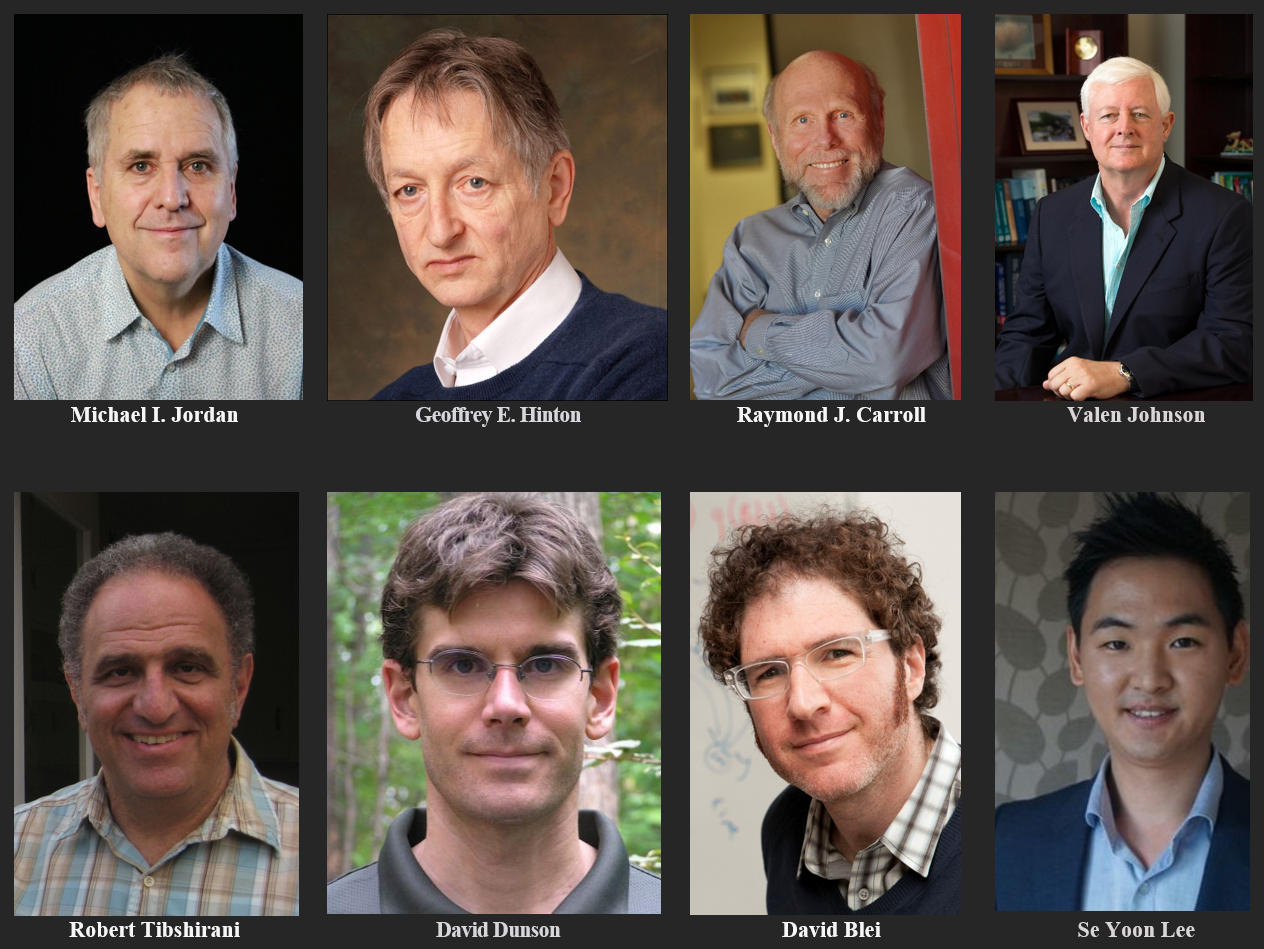 Michael I. Jordan
Geoffrey E. Hinton
Raymond J. Carroll
Valen Johnson
Robert Tibshirani
David Dunson
David Blei
Se Yoon Lee